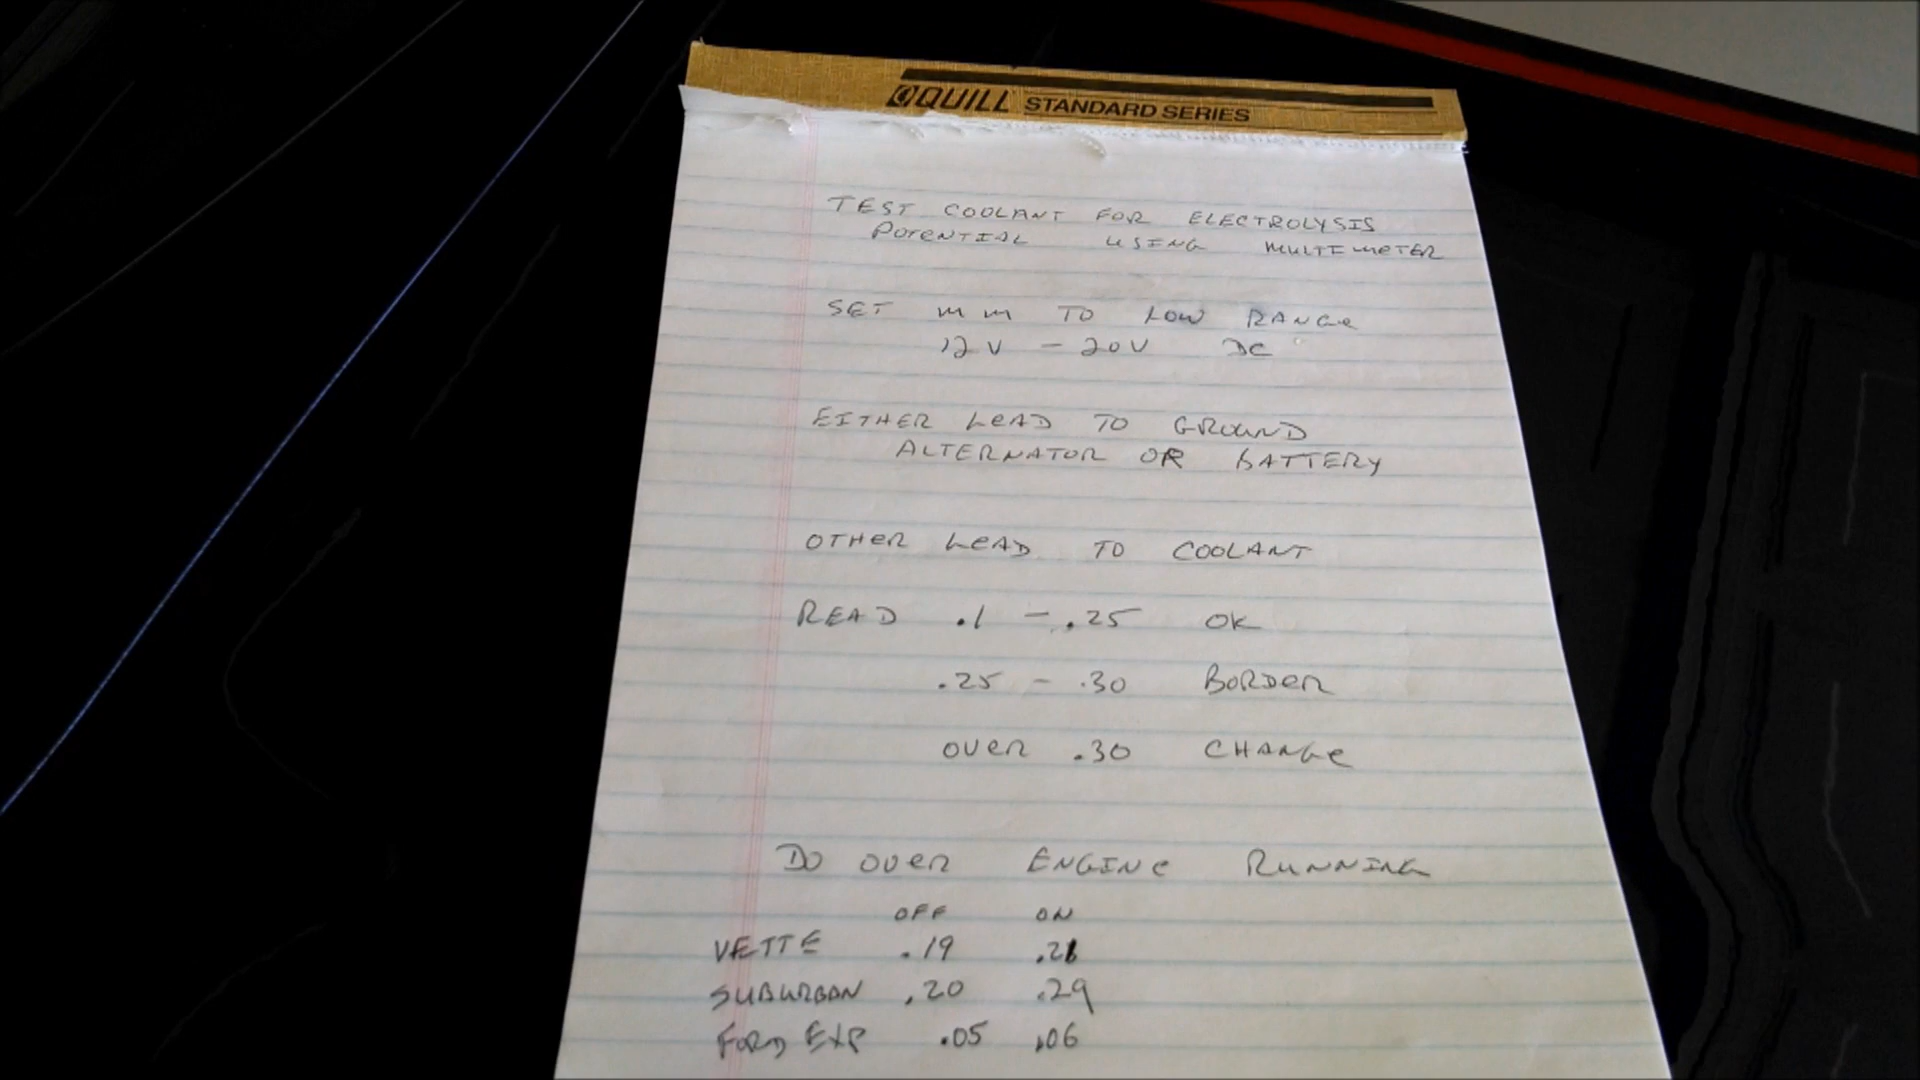 QUILL STANDARD SERIES
TEST COOLANT FOR ELECTROLYSIS
POTENTIAL USING MULTIMETER
SET MM TO LOW RANGE
12V - 20V DC
EITHER LEAD TO GROUND
ALTERNATOR OR BATTERY
OTHER LEAD TO COOLANT
READ .1 - .25 OK
.25 - .30 BORDER
OVER .30 CHANGE
DO OVER ENGINE RUNNING
OFF ON
VETTE .19
SUBURBAN .20 .29
FORD EXP .05 .06